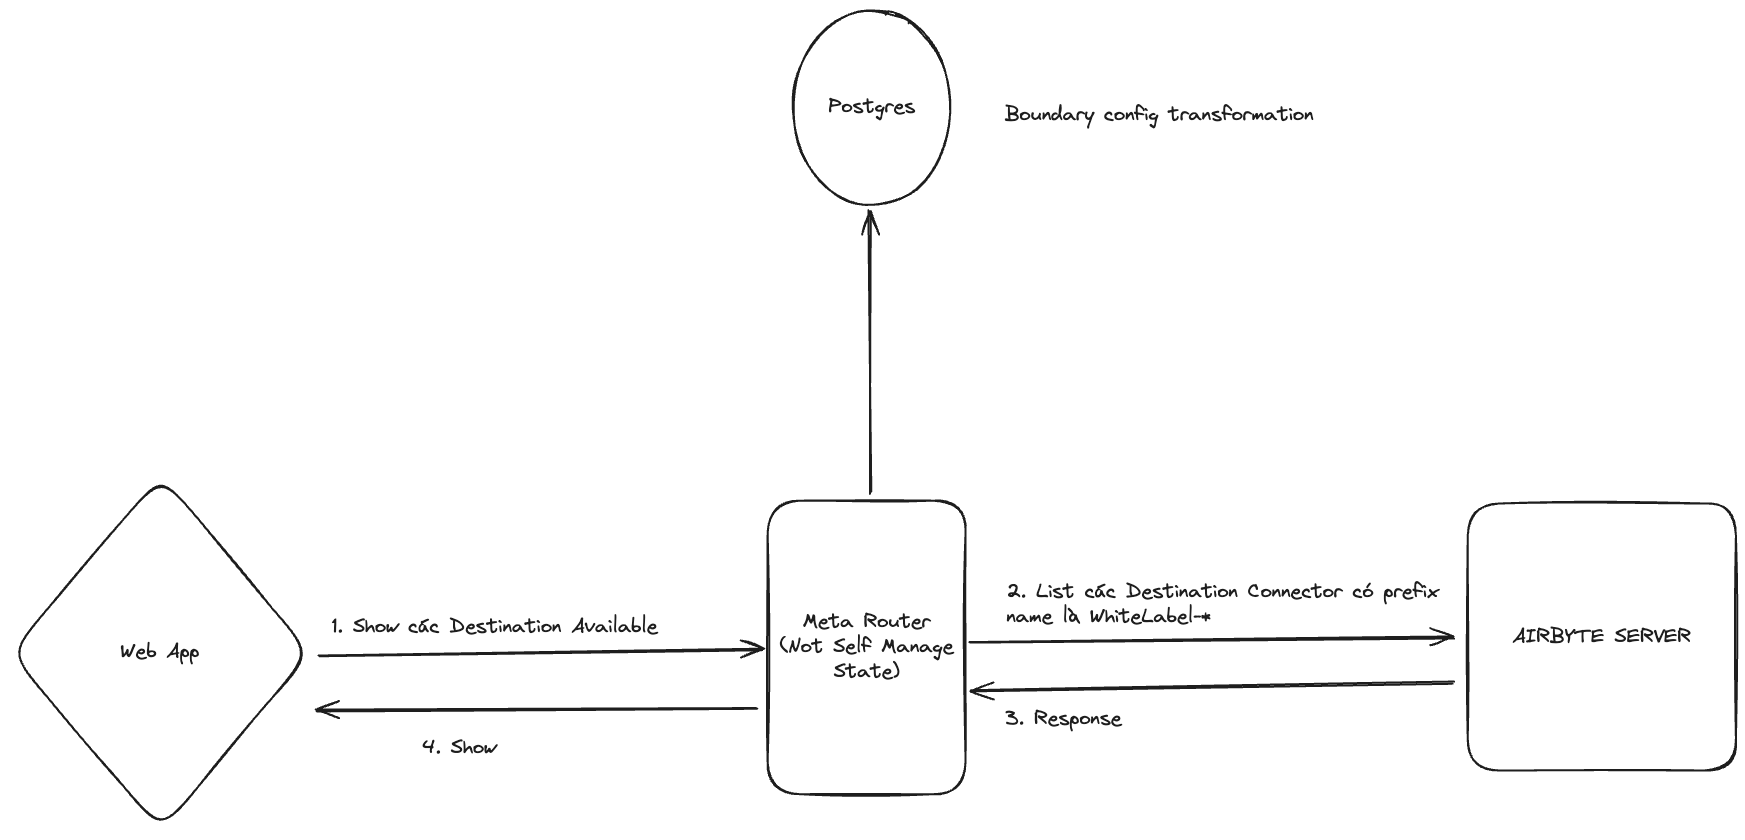 Postgres
Boundary config transformation
1. Show các Destination Available
Web App
4. Show
Meta Router
(Not Self Manage
State)
2. List các Destination Connector có prefix
name là WhiteLabel-*
3. Response
AIRBYTE SERVER